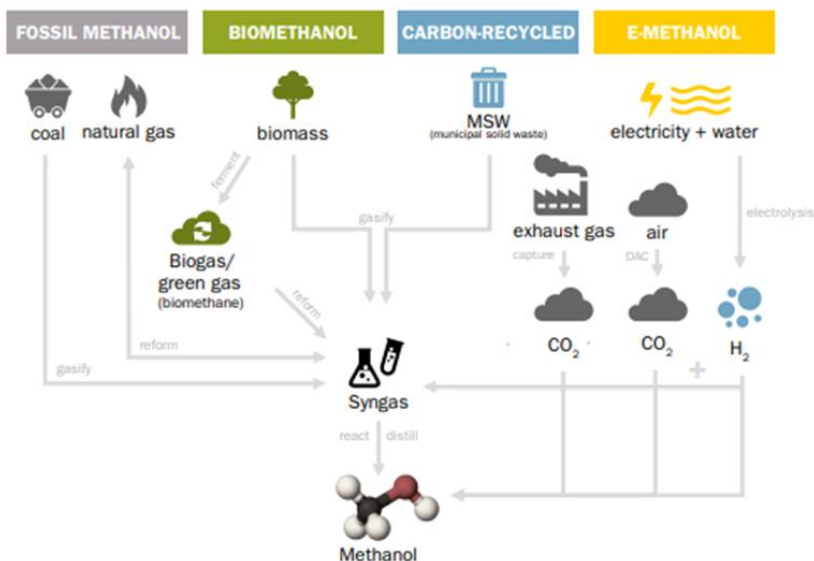 FOSSIL METHANOL
BIOMETHANOL
CARBON-RECYCLED
E-METHANOL
coal
natural gas
biomass
MSW
(municipal solid waste)
electricity + water
ferment
gasify
exhaust gas
air
electrolysis
Biogas/
green gas
(biomethane)
capture
DAC
reform
reform
CO₂
CO₂
H₂
gasify
+
Syngas
react
distill
Methanol